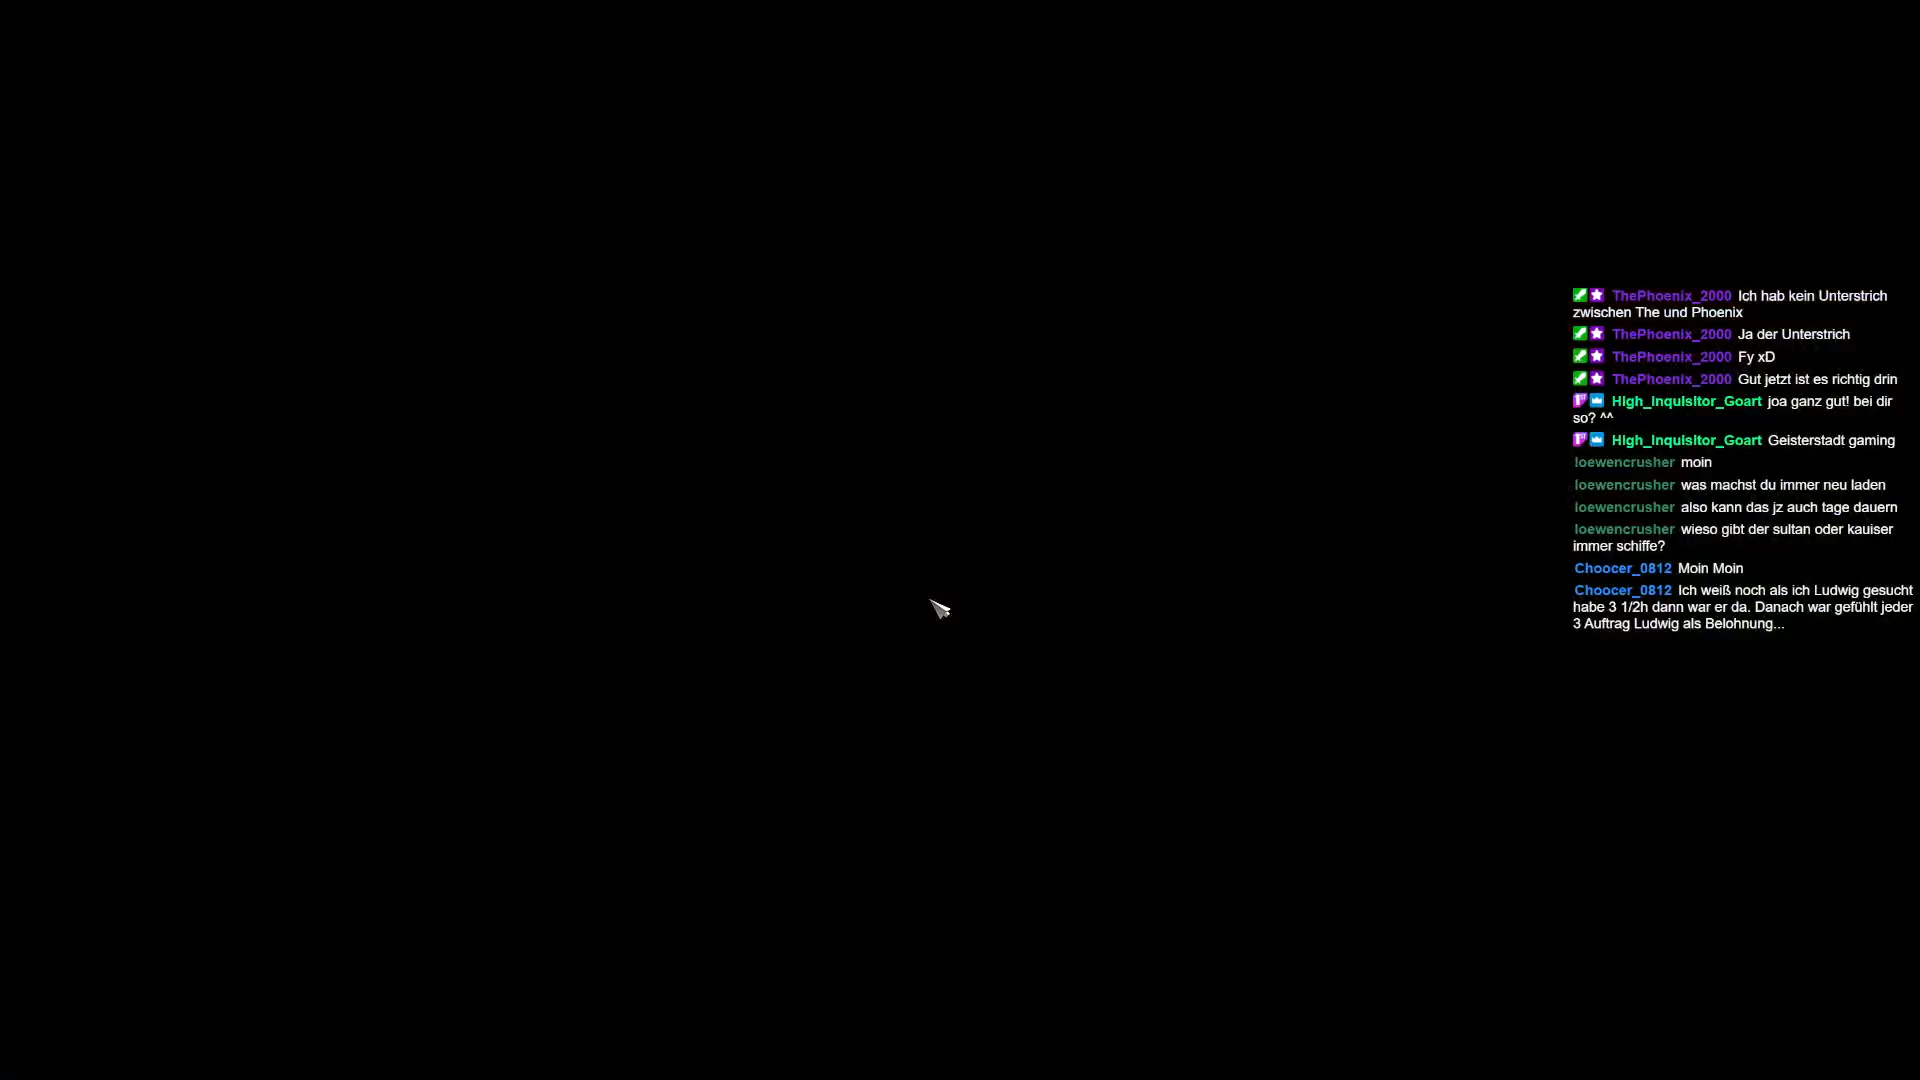 ThePhoenix_2000 Ich hab kein Unterstrich
zwischen The und Phoenix
ThePhoenix_2000 Ja der Unterstrich
ThePhoenix_2000 Fy xD
ThePhoenix_2000 Gut jetzt ist es richtig drin
High_Inquisitor_Goart joa ganz gut! bei dir
so? ^^
High_Inquisitor_Goart Geisterstadt gaming
loewencrusher moin
loewencrusher was machst du immer neu laden
loewencrusher also kann das jz auch tage dauern
loewencrusher wieso gibt der sultan oder kauiser
immer schiffe?
Choocer_0812 Moin Moin
Choocer_0812 Ich weiß noch als ich Ludwig gesucht
habe 3 1/2h dann war er da. Danach war gefühlt jeder
3 Auftrag Ludwig als Belohnung...